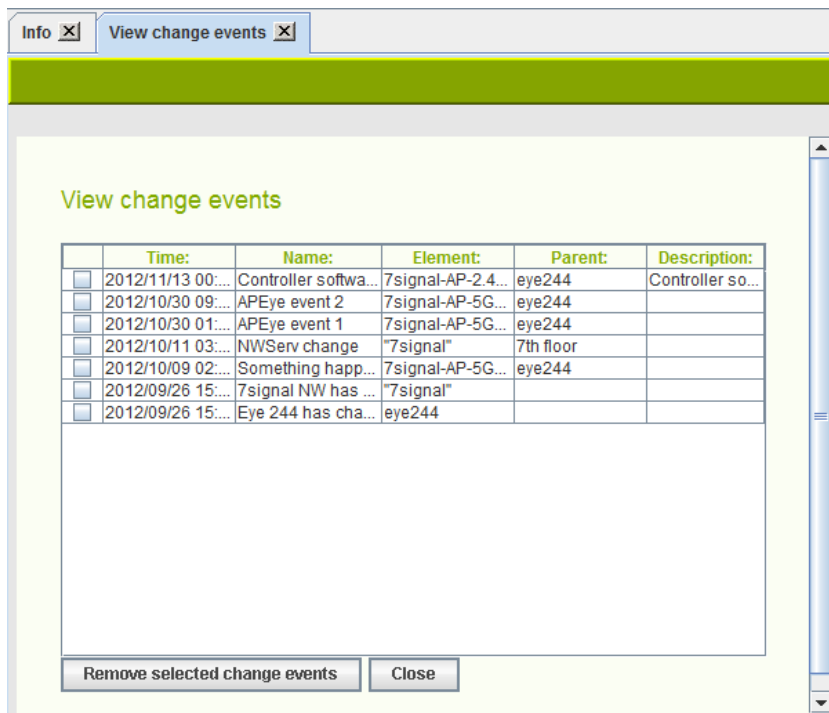 Info
View change events
View change events
Time: Name: Element: Parent: Description:
2012/11/13 00:... Controller softwa... 7signal-AP-2.4... eye244 Controller so...
2012/10/30 09:... APEye event 2 7signal-AP-5G... eye244
2012/10/30 01:... APEye event 1 7signal-AP-5G... eye244
2012/10/11 03:... NWServ change "7signal" 7th floor
2012/10/09 02:... Something happ... 7signal-AP-5G... eye244
2012/09/26 15:... 7signal NW has ... "7signal"
2012/09/26 15:... Eye 244 has cha... eye244
Remove selected change events Close